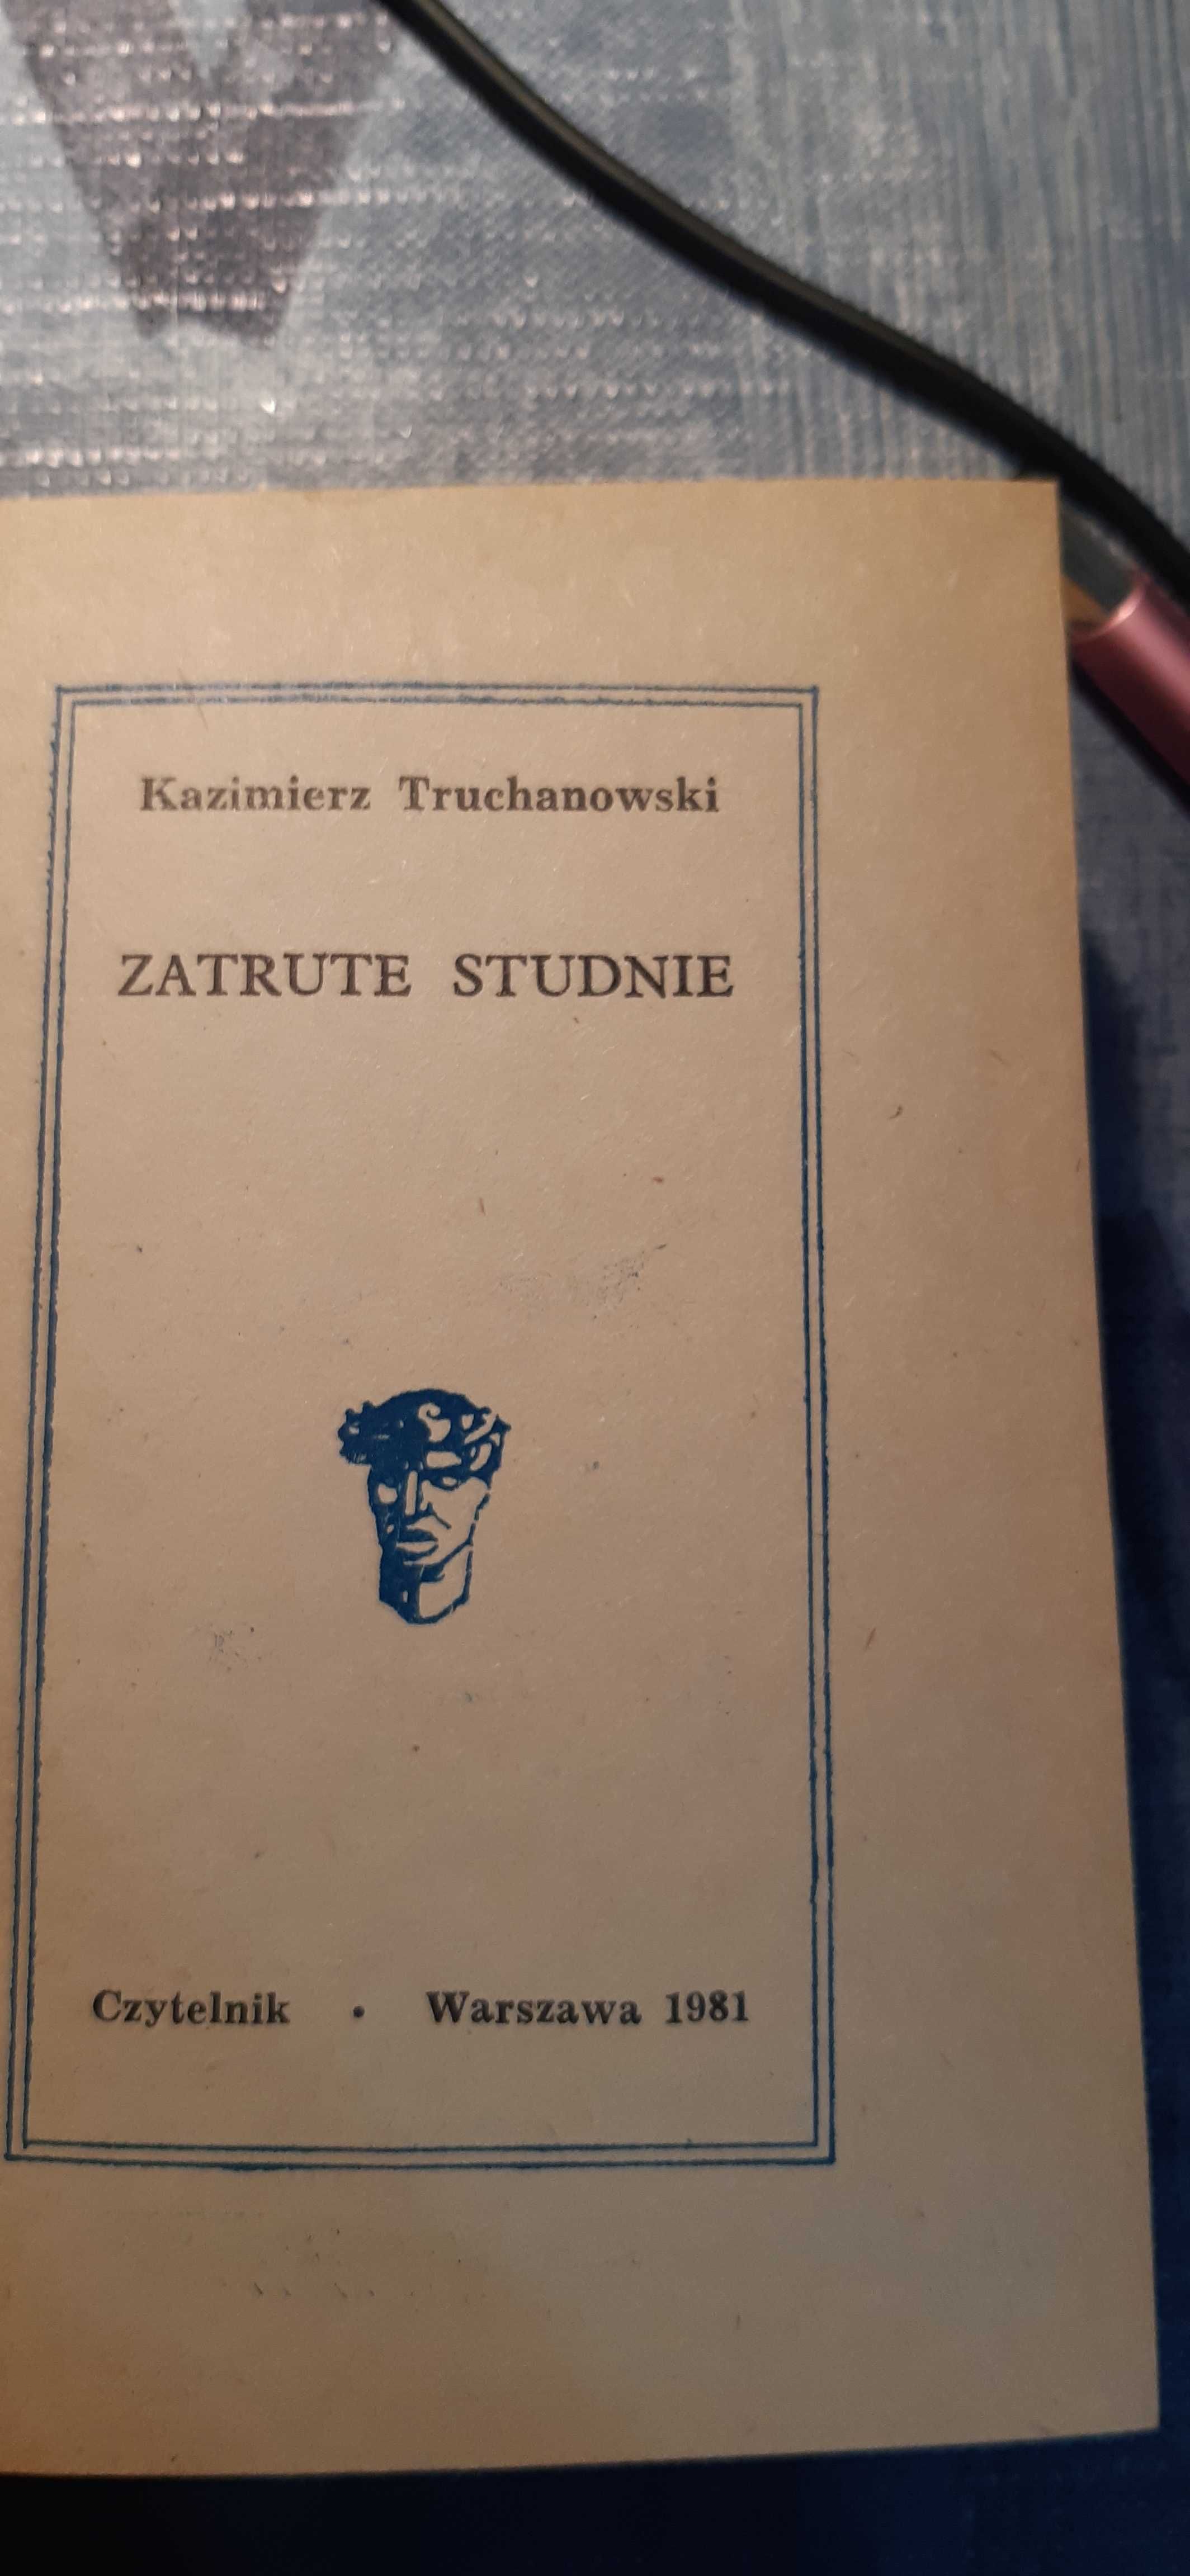 Kazimierz Truchanowski
ZATRUTE STUDNIE
Czytelnik • Warszawa 1981